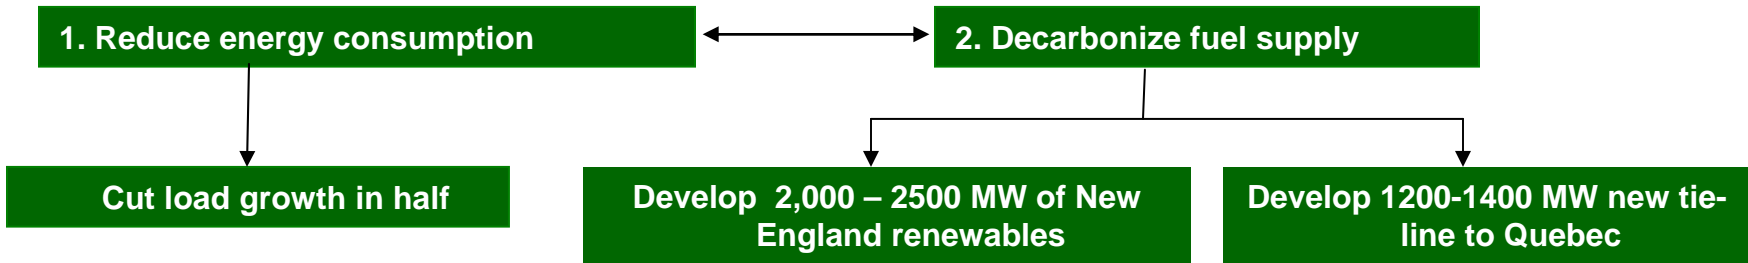 1. Reduce energy consumption
2. Decarbonize fuel supply
Cut load growth in half
Develop  2,000 – 2500 MW of New
England renewables
Develop 1200-1400 MW new tie-
line to Quebec